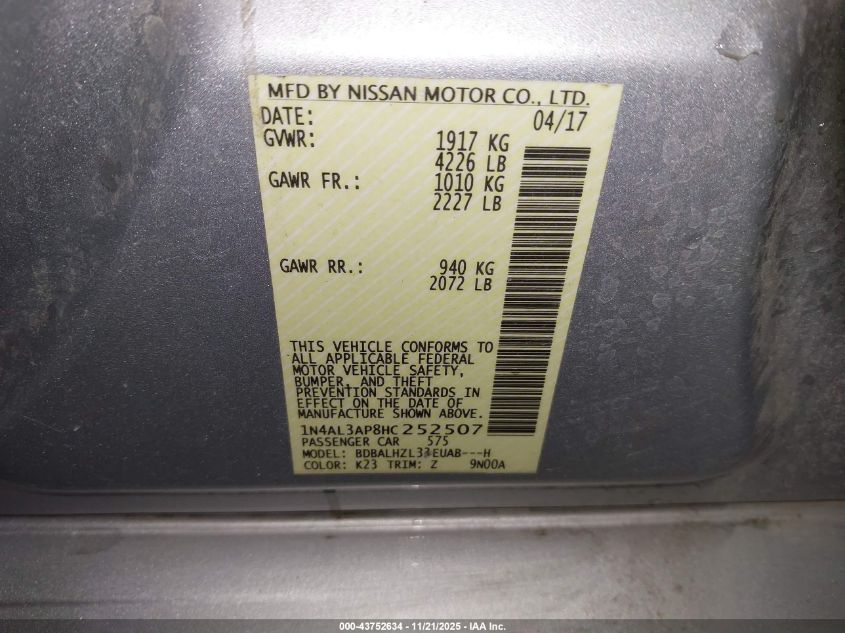 MFD BY NISSAN MOTOR CO., LTD.
DATE: 04/17
GVWR: 1917 KG
4226 LB
GAWR FR.: 1010 KG
2227 LB
GAWR RR.: 940 KG
2072 LB
THIS VEHICLE CONFORMS TO
ALL APPLICABLE FEDERAL
MOTOR VEHICLE SAFETY,
BUMPER, AND THEFT
PREVENTION STANDARDS IN
EFFECT ON THE DATE OF
MANUFACTURE SHOWN ABOVE.
1N4AL3AP8HC252507
PASSENGER CAR 575
MODEL: BDBALHZL33EUAB---H
COLOR: K23 TRIM: Z 9N00A
000-43752634 - 11/21/2025 - IAA Inc.